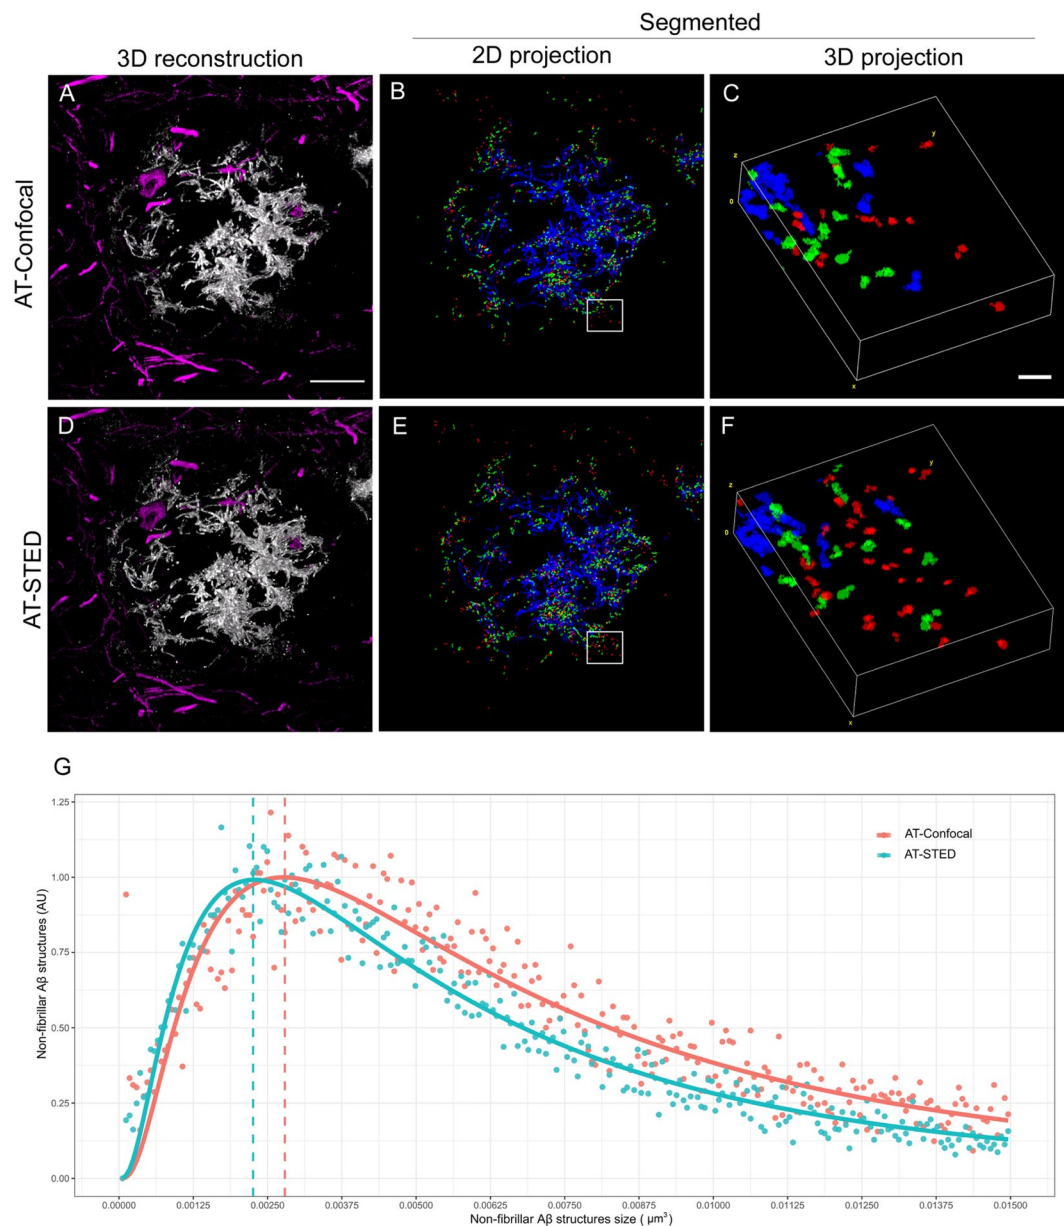 Segmented
3D reconstruction
2D projection
3D projection
AT-Confocal
A
B
C
z
y
0
x
AT-STED
D
E
F
z
y
0
x
G
Non-fibrillar Aβ structures (AU)
1.25
1.00
0.75
0.50
0.25
0.00
AT-Confocal
AT-STED
0.00000 0.00125 0.00250 0.00375 0.00500 0.00625 0.00750 0.00875 0.01000 0.01125 0.01250 0.01375 0.01500
Non-fibrillar Aβ structures size ( µm³)